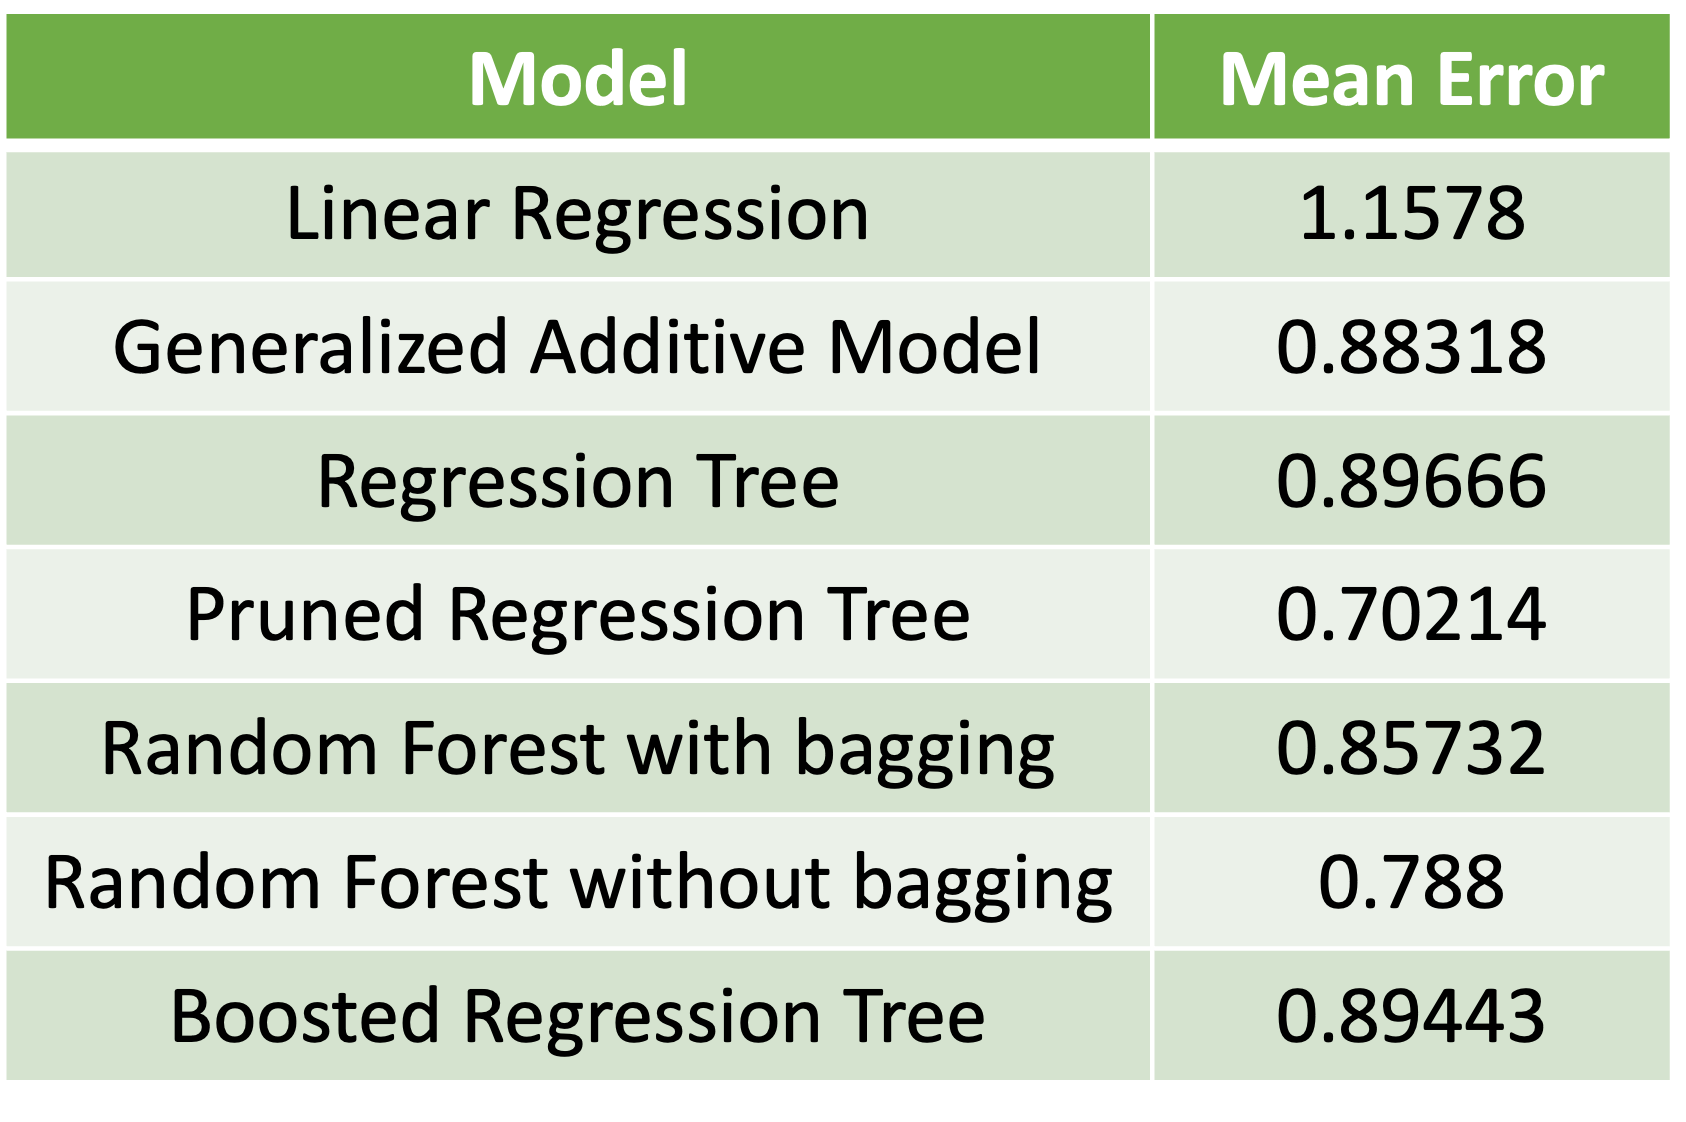 Model Mean Error
Linear Regression 1.1578
Generalized Additive Model 0.88318
Regression Tree 0.89666
Pruned Regression Tree 0.70214
Random Forest with bagging 0.85732
Random Forest without bagging 0.788
Boosted Regression Tree 0.89443